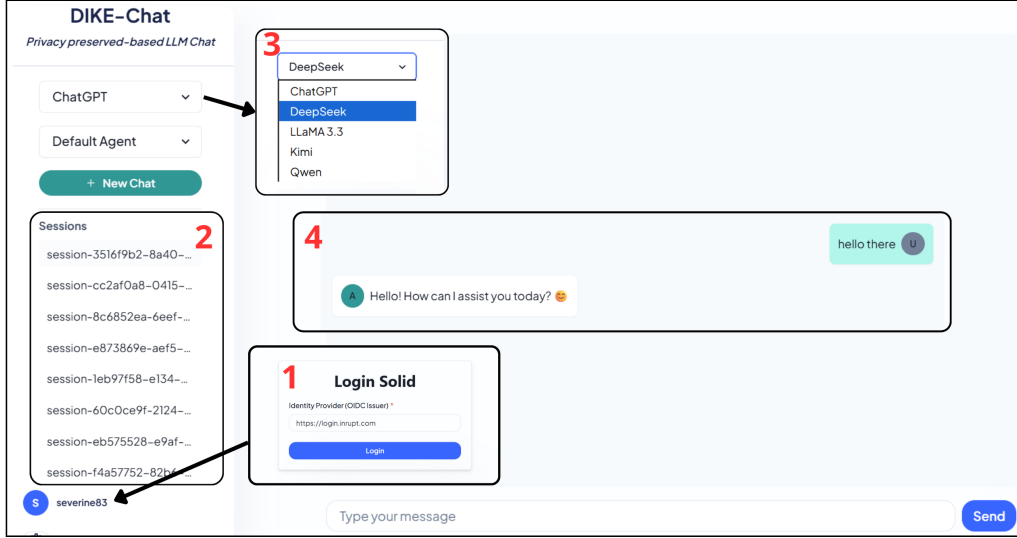 DIKE-Chat
Privacy preserved-based LLM Chat
ChatGPT
Default Agent
+ New Chat
Sessions
2
session-3516f9b2-8a40-...
session-cc2af0a8-0415-...
session-8c6852ea-6eef-...
session-e873869e-aef5-...
session-1eb97f58-e134-...
session-60c0ce9f-2124-...
session-eb575528-e9af-...
session-f4a57752-82b6-...
S severine83
3
DeepSeek
ChatGPT
DeepSeek
LLaMA 3.3
Kimi
Qwen
4
hello there U
A Hello! How can I assist you today? 😊
1
Login Solid
Identity Provider (OIDC Issuer) *
https://login.inrupt.com
Login
Type your message
Send